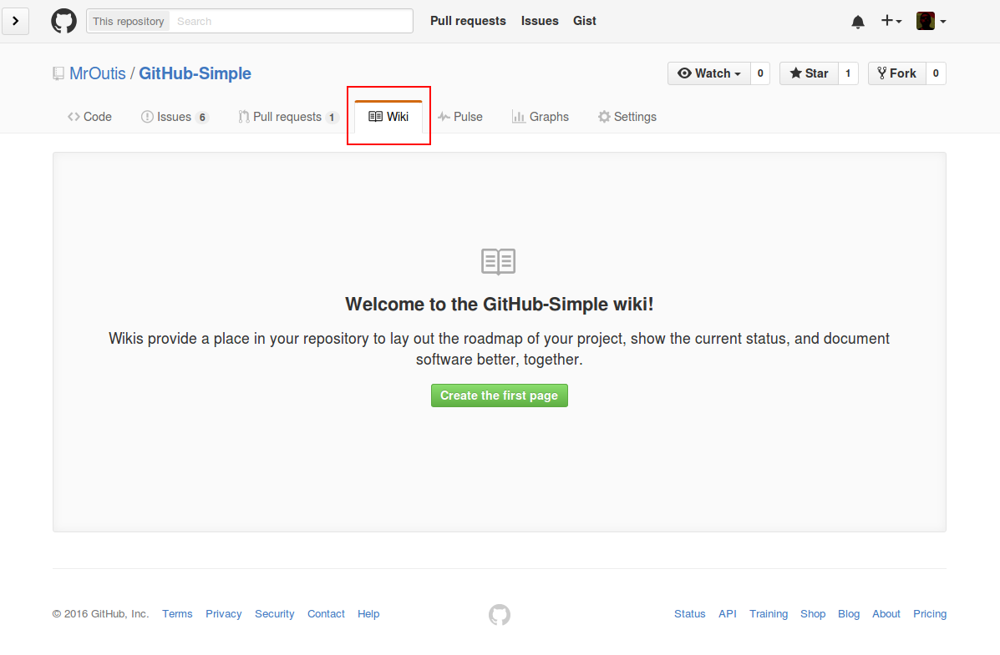 This repository Search Pull requests Issues Gist
MrOutis / GitHub-Simple Watch 0 Star 1 Fork 0
Code Issues 6 Pull requests 1 Wiki Pulse Graphs Settings
Welcome to the GitHub-Simple wiki!
Wikis provide a place in your repository to lay out the roadmap of your project, show the current status, and document
software better, together.
Create the first page
© 2016 GitHub, Inc. Terms Privacy Security Contact Help Status API Training Shop Blog About Pricing